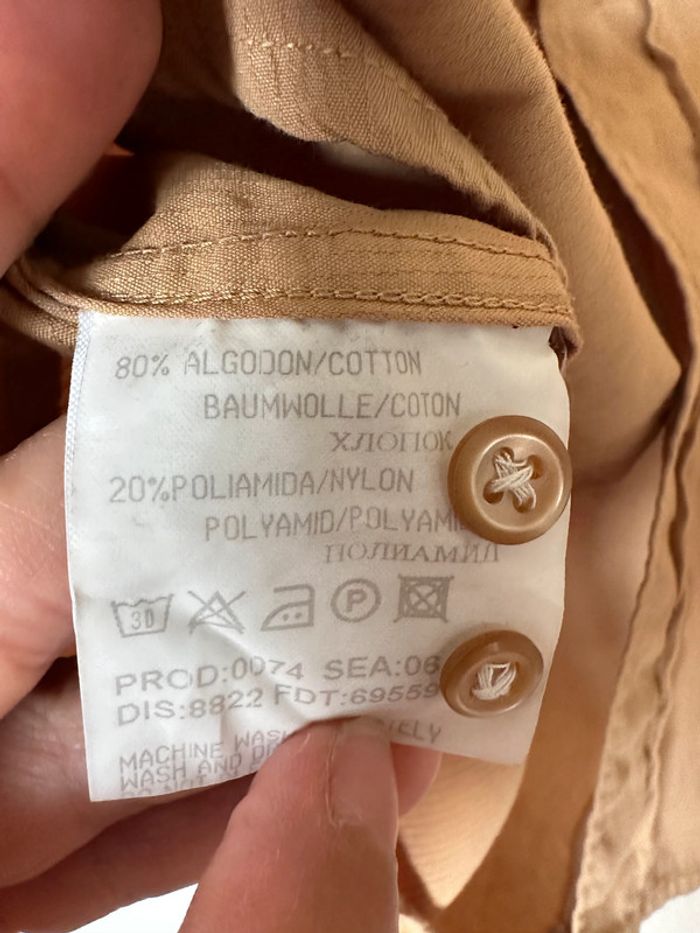 80% ALGODON/COTTON
BAUMWOLLE/COTON
ХЛОПОК
20%POLIAMIDA/NYLON
POLYAMID/POLYAMI
ПОЛИАМИД
30 P
PROD:0074 SEA:06
DIS:8822 FDT:69559
MACHINE WASH
WASH AND